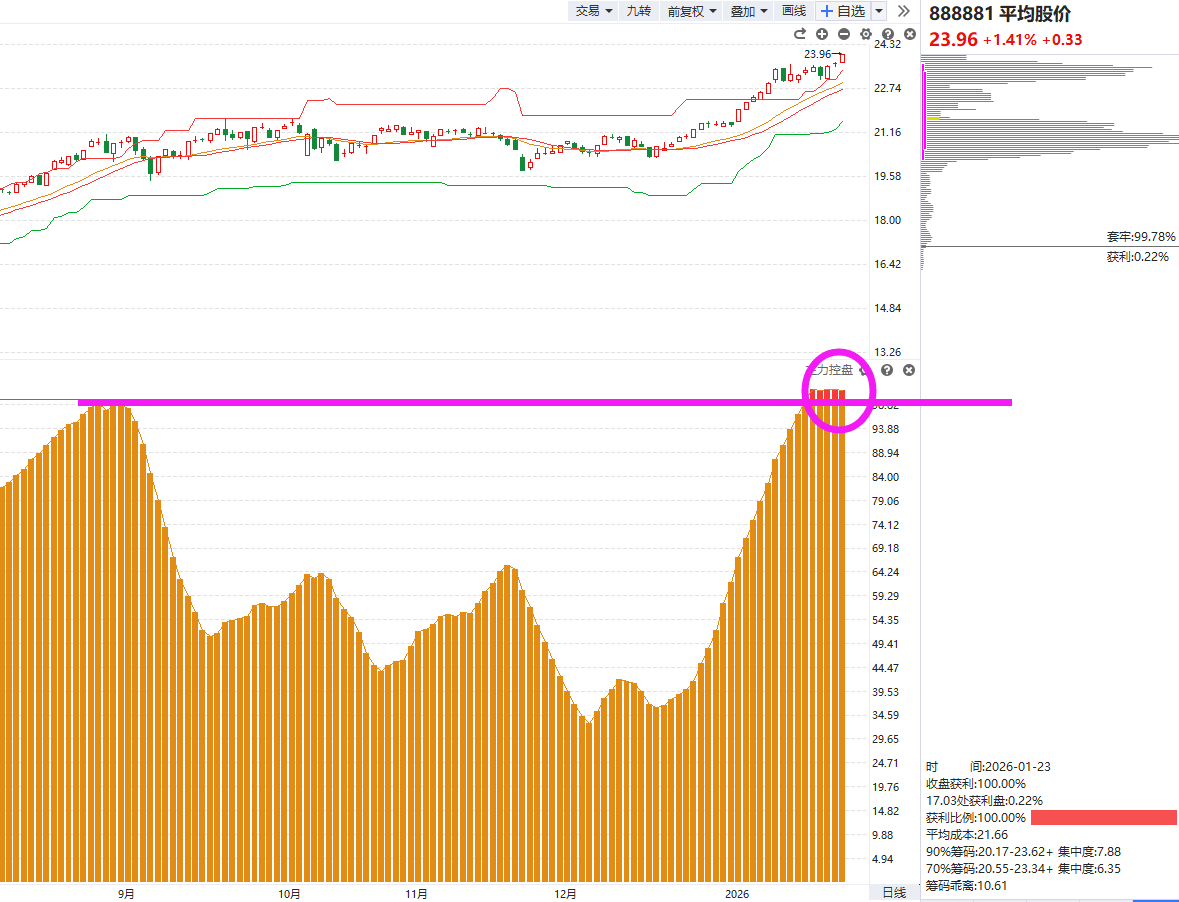 交易 九转 前复权 叠加 画线 自选
888881 平均股价
23.96 +1.41% +0.33
23.96
24.32
22.74
21.16
19.58
18.00
16.42
14.84
13.26
套牢:99.78%
获利:0.22%
力控盘
93.88
88.94
84.00
79.06
74.12
69.18
64.24
59.29
54.35
49.41
44.47
39.53
34.59
29.65
24.71
19.76
14.82
9.88
4.94
9月 10月 11月 12月 2026 日线
时 间:2026-01-23
收盘获利:100.00%
17.03处获利盘:0.22%
获利比例:100.00%
平均成本:21.66
90%筹码:20.17-23.62+ 集中度:7.88
70%筹码:20.55-23.34+ 集中度:6.35
筹码乖离:10.61